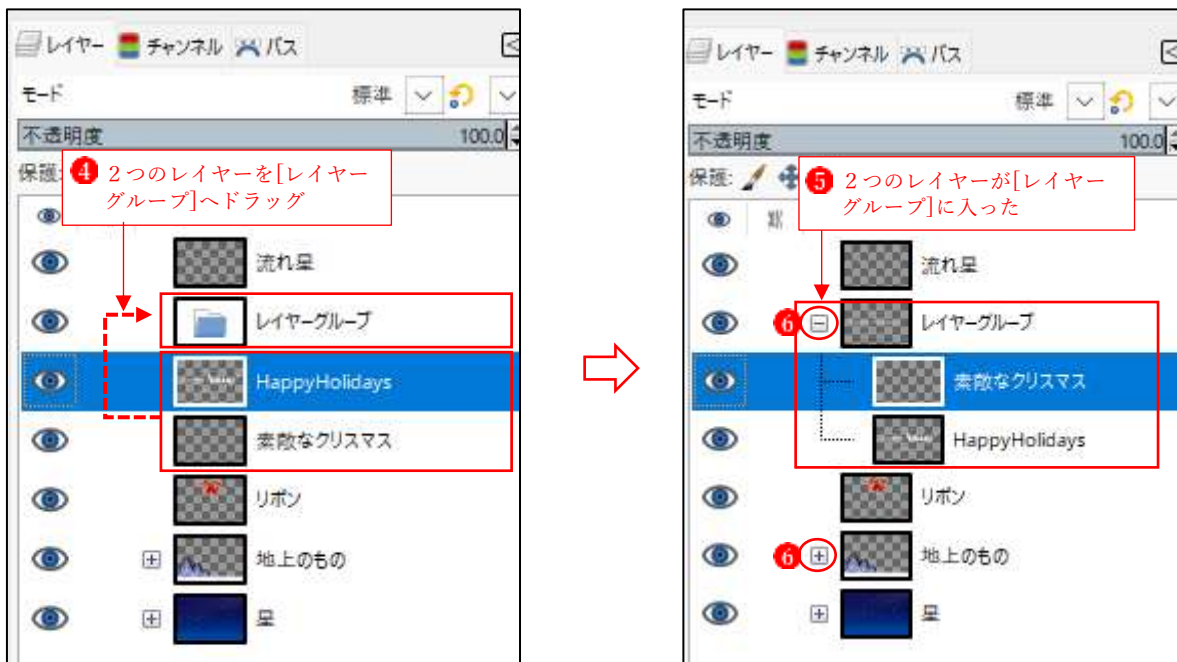 レイヤー チャンネル パス
モード 標準
不透明度 100.0
保護:
4 2つのレイヤーを[レイヤー
グループ]へドラッグ
流れ星
レイヤーグループ
HappyHolidays
素敵なクリスマス
リボン
地上のもの
星
レイヤー チャンネル パス
モード 標準
不透明度 100.0
保護:
5 2つのレイヤーが[レイヤー
グループ]に入った
流れ星
6 レイヤーグループ
素敵なクリスマス
HappyHolidays
リボン
6 地上のもの
星